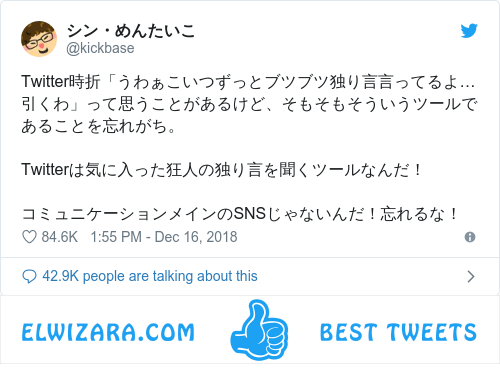 シン・めんたいこ
@kickbase
Twitter時折「うわぁこいつずっとブツブツ独り言言ってるよ…
引くわ」って思うことがあるけど、そもそもそういうツールで
あることを忘れがち。
Twitterは気に入った狂人の独り言を聞くツールなんだ！
コミュニケーションメインのSNSじゃないんだ！忘れるな！
84.6K 1:55 PM - Dec 16, 2018
42.9K people are talking about this
ELWIZARA.COM BEST TWEETS